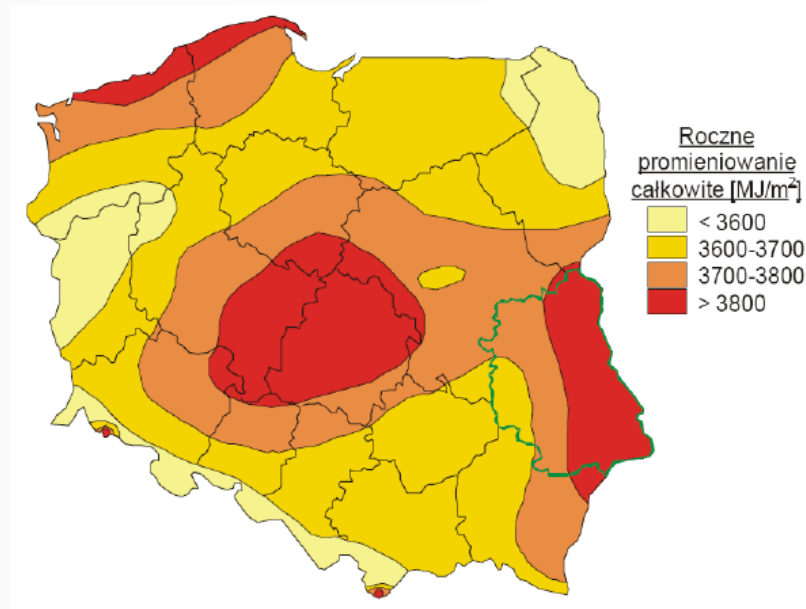 Roczne
promieniowanie
całkowite [MJ/m²]
< 3600
3600-3700
3700-3800
> 3800